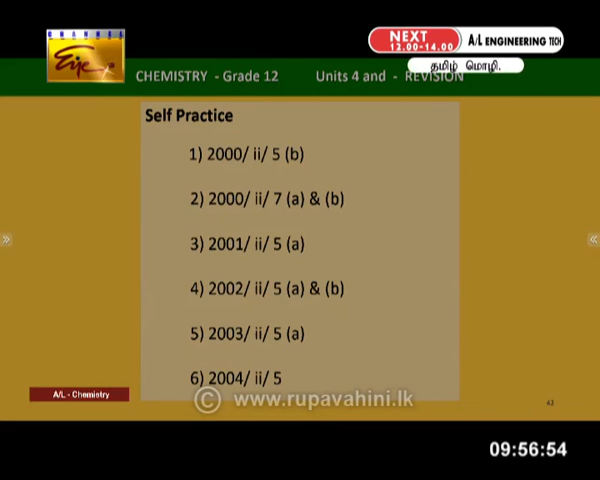 CHANNEL
Eye
NEXT
12.00-14.00
A/L ENGINEERING TECH
தமிழ் மொழி.
CHEMISTRY - Grade 12 Units 4 and - REVISION
Self Practice
1) 2000/ ii/ 5 (b)
2) 2000/ ii/ 7 (a) & (b)
3) 2001/ ii/ 5 (a)
4) 2002/ ii/ 5 (a) & (b)
5) 2003/ ii/ 5 (a)
6) 2004/ ii/ 5
A/L - Chemistry
© www.rupavahini.lk
42
09:56:54